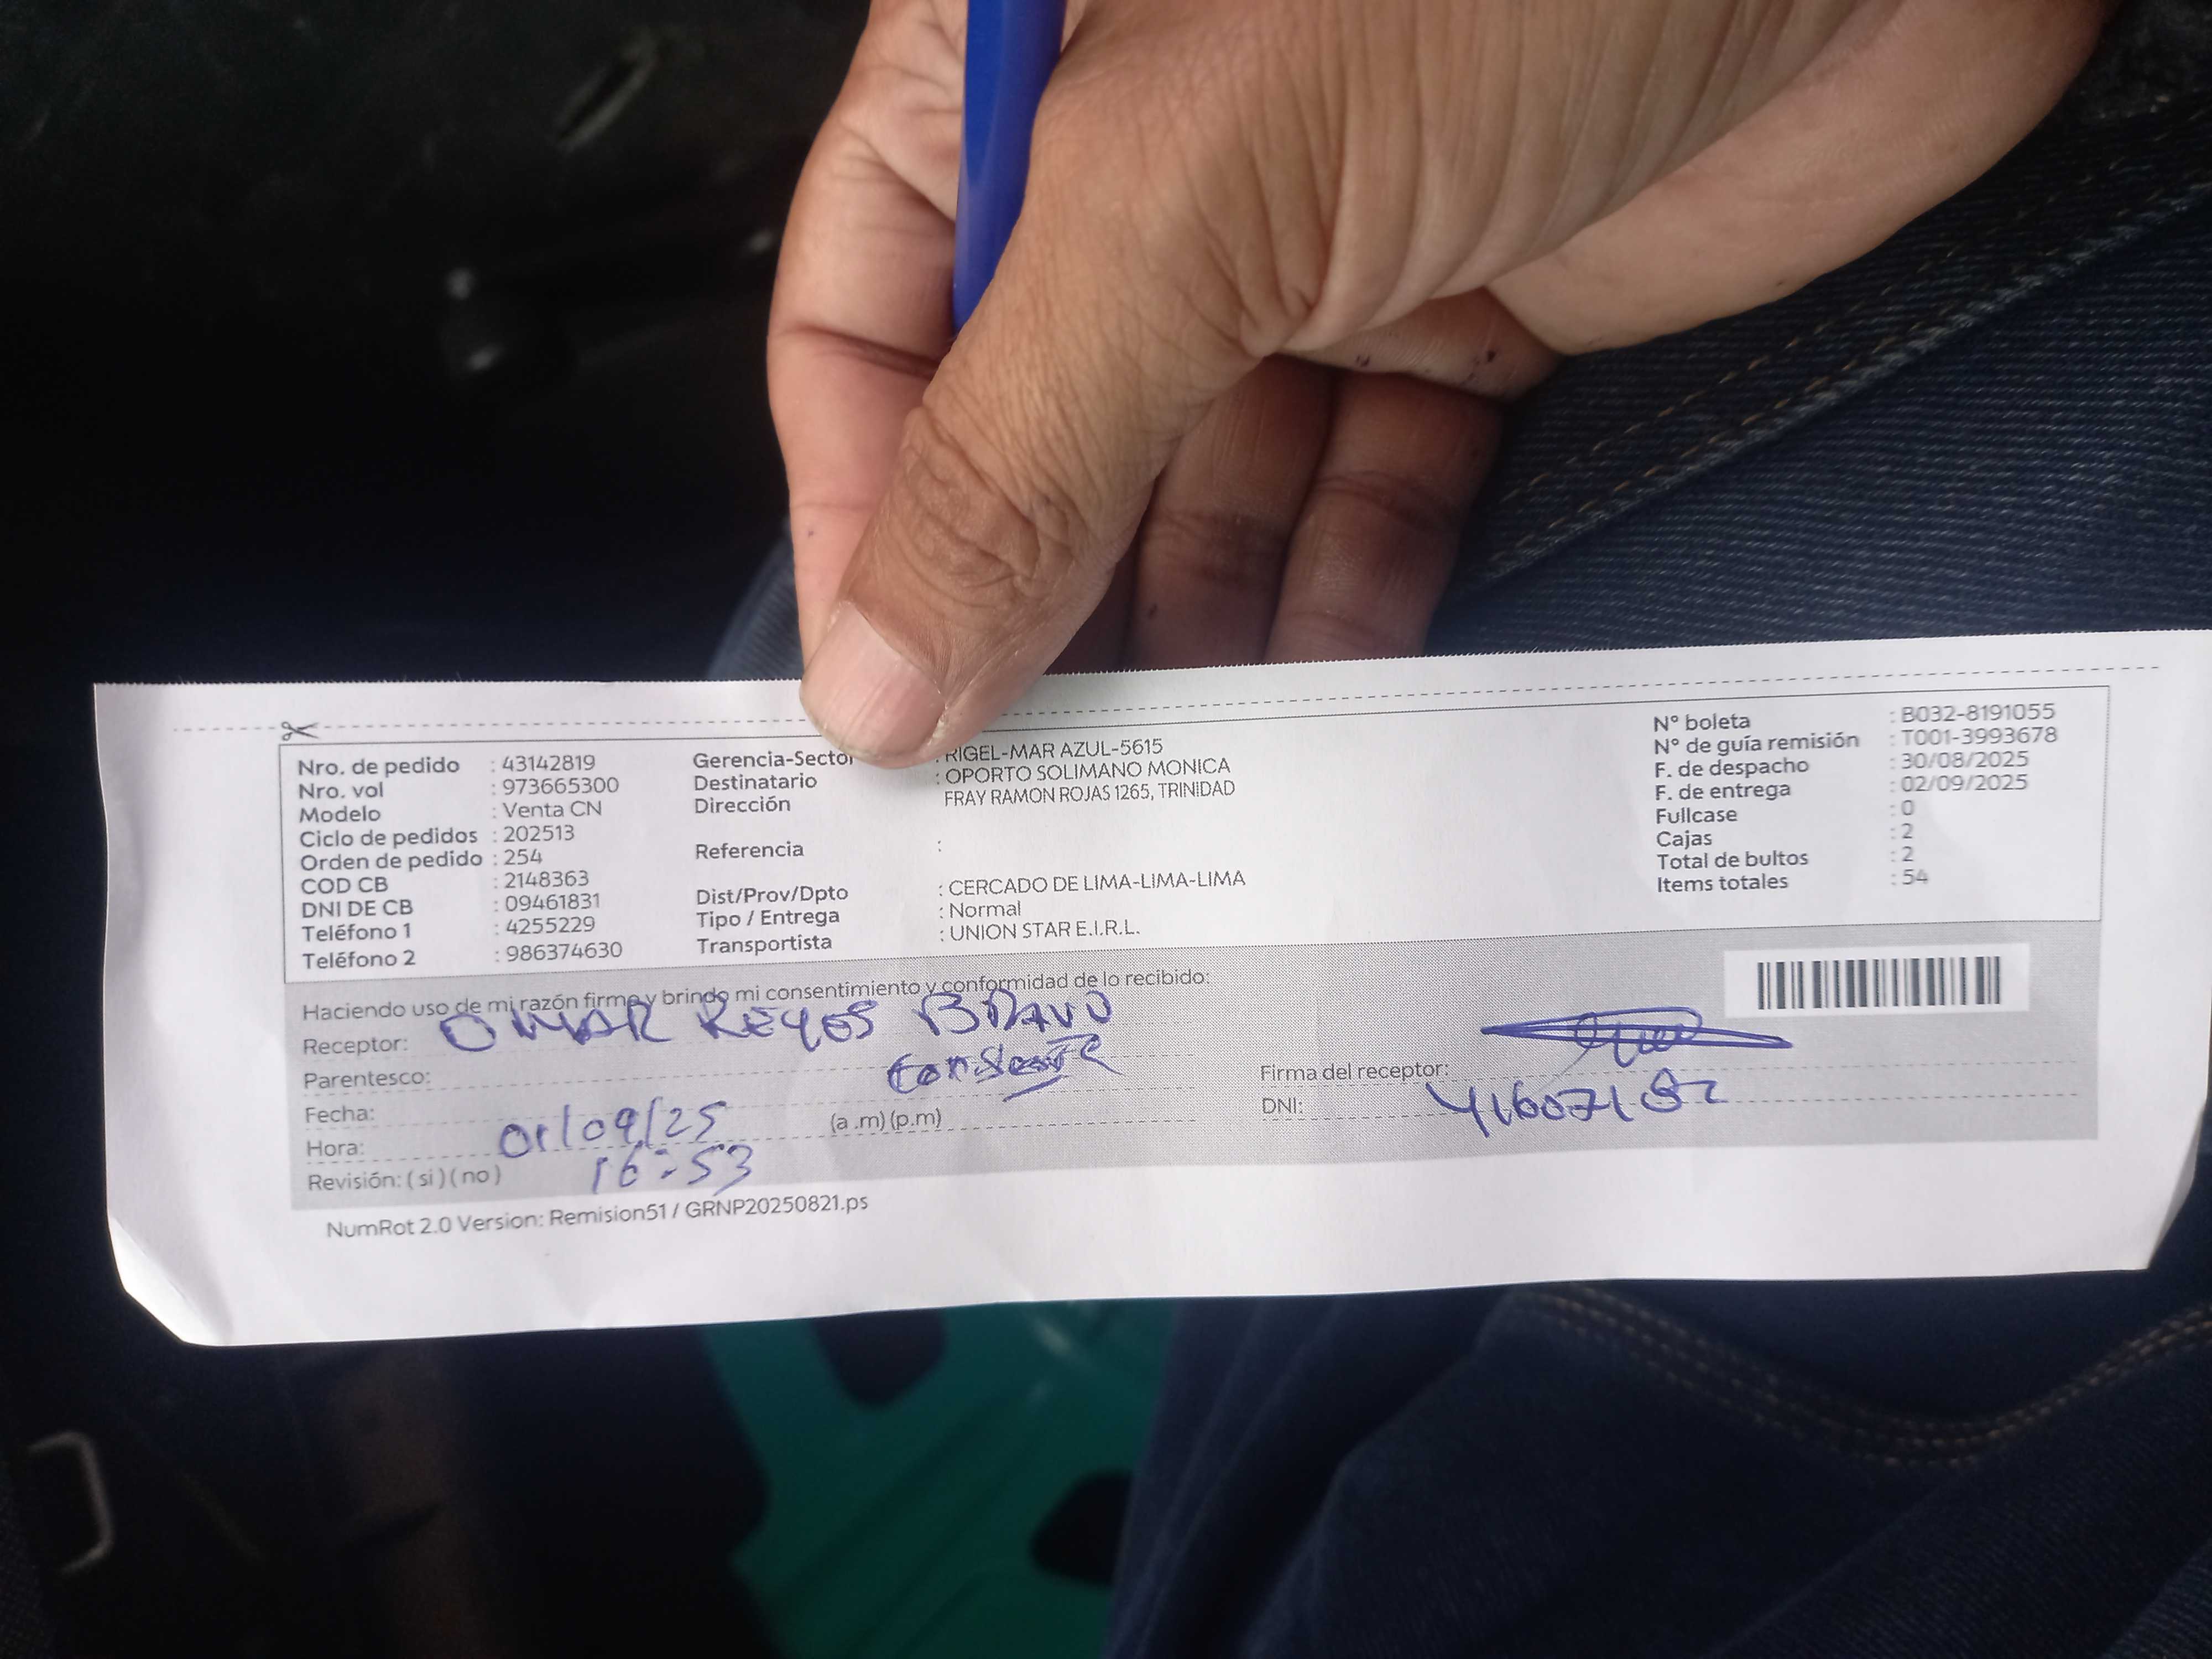 Nro. de pedido : 43142819
Nro. vol : 973665300
Modelo : Venta CN
Ciclo de pedidos : 202513
Orden de pedido : 254
COD CB : 2148363
DNI DE CB : 09461831
Teléfono 1 : 4255229
Teléfono 2 : 986374630
Gerencia-Sector : RIGEL-MAR AZUL-5615
Destinatario : OPORTO SOLIMANO MONICA
Dirección FRAY RAMON ROJAS 1265, TRINIDAD
Referencia :
Dist/Prov/Dpto : CERCADO DE LIMA-LIMA-LIMA
Tipo / Entrega : Normal
Transportista : UNION STAR E.I.R.L.
N° boleta : B032-8191055
N° de guía remisión : T001-3993678
F. de despacho : 30/08/2025
F. de entrega : 02/09/2025
Fullcase : 0
Cajas : 2
Total de bultos : 2
Items totales : 54
Haciendo uso de mi razón firmo y brindo mi consentimiento y conformidad de lo recibido:
Receptor: OMAR REYES BRAVO
Parentesco:
Fecha: 01/09/25 (a .m) (p.m)
Hora: 16:53
Revisión: ( si ) ( no )
Firma del receptor:
DNI:
NumRot 2.0 Version: Remision51 / GRNP20250821.ps